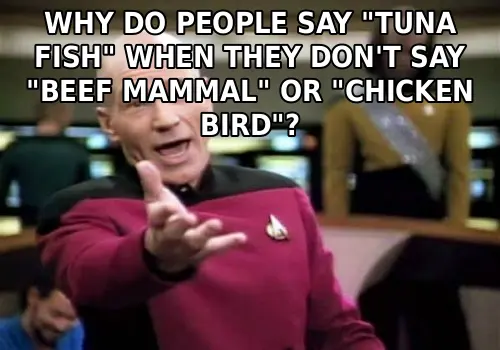 WHY DO PEOPLE SAY "TUNA
FISH" WHEN THEY DON'T SAY
"BEEF MAMMAL" OR "CHICKEN
BIRD"?